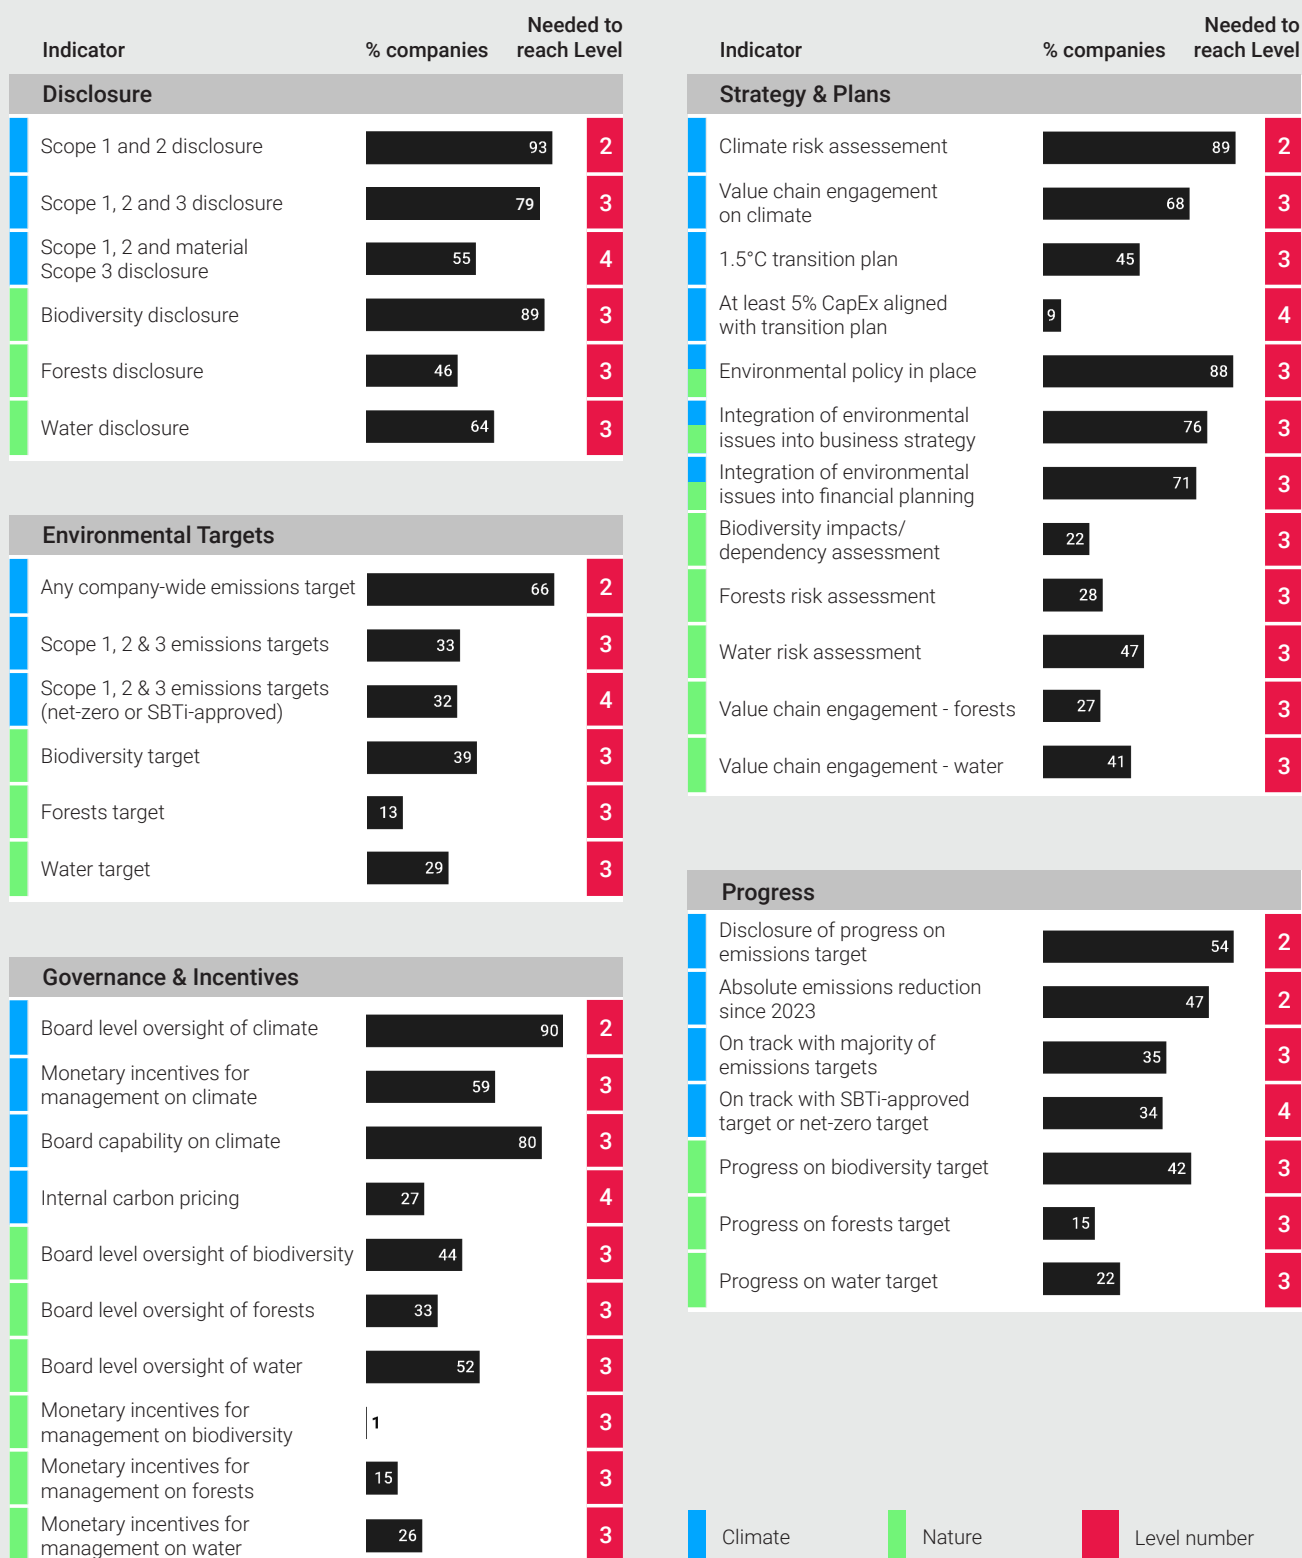 Indicator % companies Needed to
reach Level
Disclosure
Scope 1 and 2 disclosure 93 2
Scope 1, 2 and 3 disclosure 79 3
Scope 1, 2 and material
Scope 3 disclosure 55 4
Biodiversity disclosure 89 3
Forests disclosure 46 3
Water disclosure 64 3
Environmental Targets
Any company-wide emissions target 66 2
Scope 1, 2 & 3 emissions targets 33 3
Scope 1, 2 & 3 emissions targets
(net-zero or SBTi-approved) 32 4
Biodiversity target 39 3
Forests target 13 3
Water target 29 3
Governance & Incentives
Board level oversight of climate 90 2
Monetary incentives for
management on climate 59 3
Board capability on climate 80 3
Internal carbon pricing 27 4
Board level oversight of biodiversity 44 3
Board level oversight of forests 33 3
Board level oversight of water 52 3
Monetary incentives for
management on biodiversity 1 3
Monetary incentives for
management on forests 15 3
Monetary incentives for
management on water 26 3
Indicator % companies Needed to
reach Level
Strategy & Plans
Climate risk assessement 89 2
Value chain engagement
on climate 68 3
1.5°C transition plan 45 3
At least 5% CapEx aligned
with transition plan 9 4
Environmental policy in place 88 3
Integration of environmental
issues into business strategy 76 3
Integration of environmental
issues into financial planning 71 3
Biodiversity impacts/
dependency assessment 22 3
Forests risk assessment 28 3
Water risk assessment 47 3
Value chain engagement - forests 27 3
Value chain engagement - water 41 3
Progress
Disclosure of progress on
emissions target 54 2
Absolute emissions reduction
since 2023 47 2
On track with majority of
emissions targets 35 3
On track with SBTi-approved
target or net-zero target 34 4
Progress on biodiversity target 42 3
Progress on forests target 15 3
Progress on water target 22 3
Climate Nature Level number